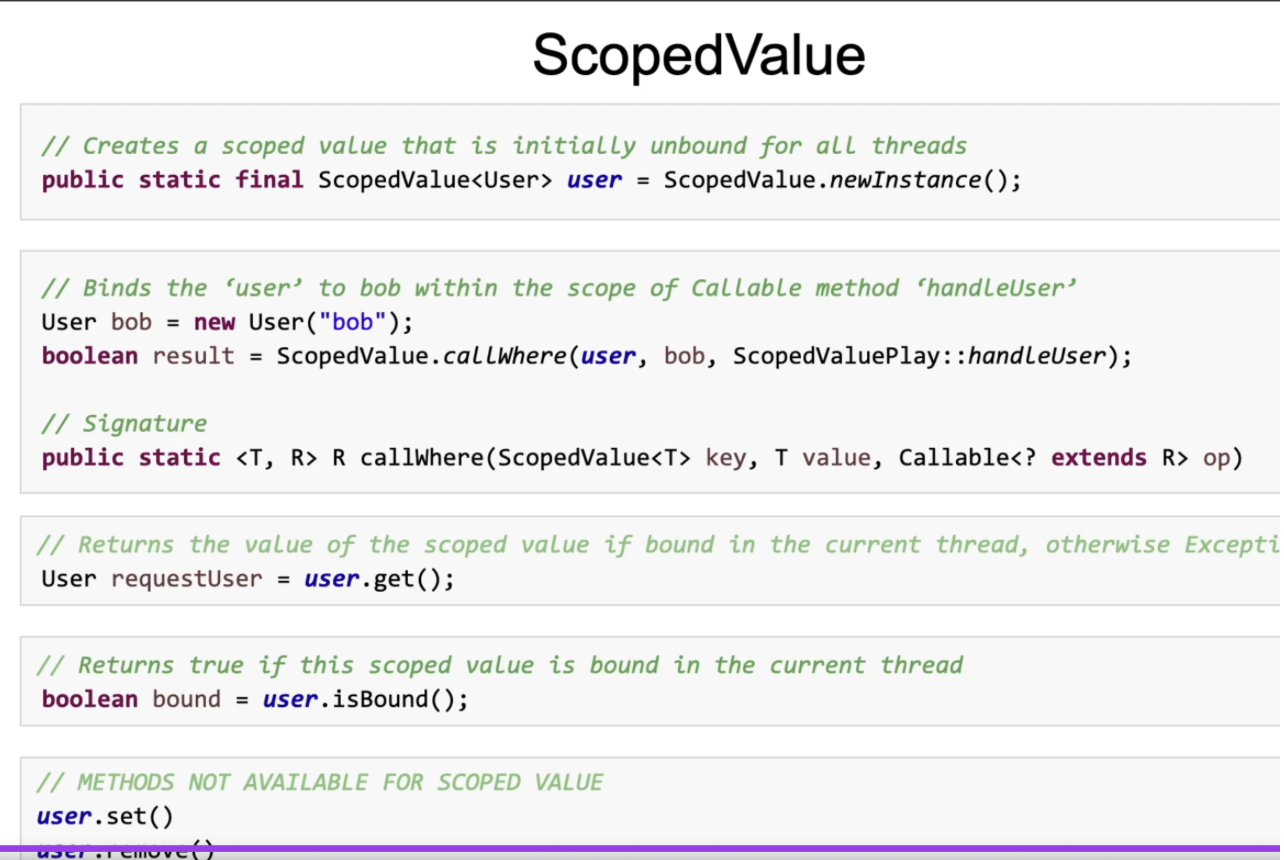 ScopedValue
// Creates a scoped value that is initially unbound for all threads
public static final ScopedValue<User> user = ScopedValue.newInstance();
// Binds the ‘user’ to bob within the scope of Callable method ‘handleUser’
User bob = new User("bob");
boolean result = ScopedValue.callWhere(user, bob, ScopedValuePlay::handleUser);
// Signature
public static <T, R> R callWhere(ScopedValue<T> key, T value, Callable<? extends R> op)
// Returns the value of the scoped value if bound in the current thread, otherwise Excepti
User requestUser = user.get();
// Returns true if this scoped value is bound in the current thread
boolean bound = user.isBound();
// METHODS NOT AVAILABLE FOR SCOPED VALUE
user.set()
user.remove()